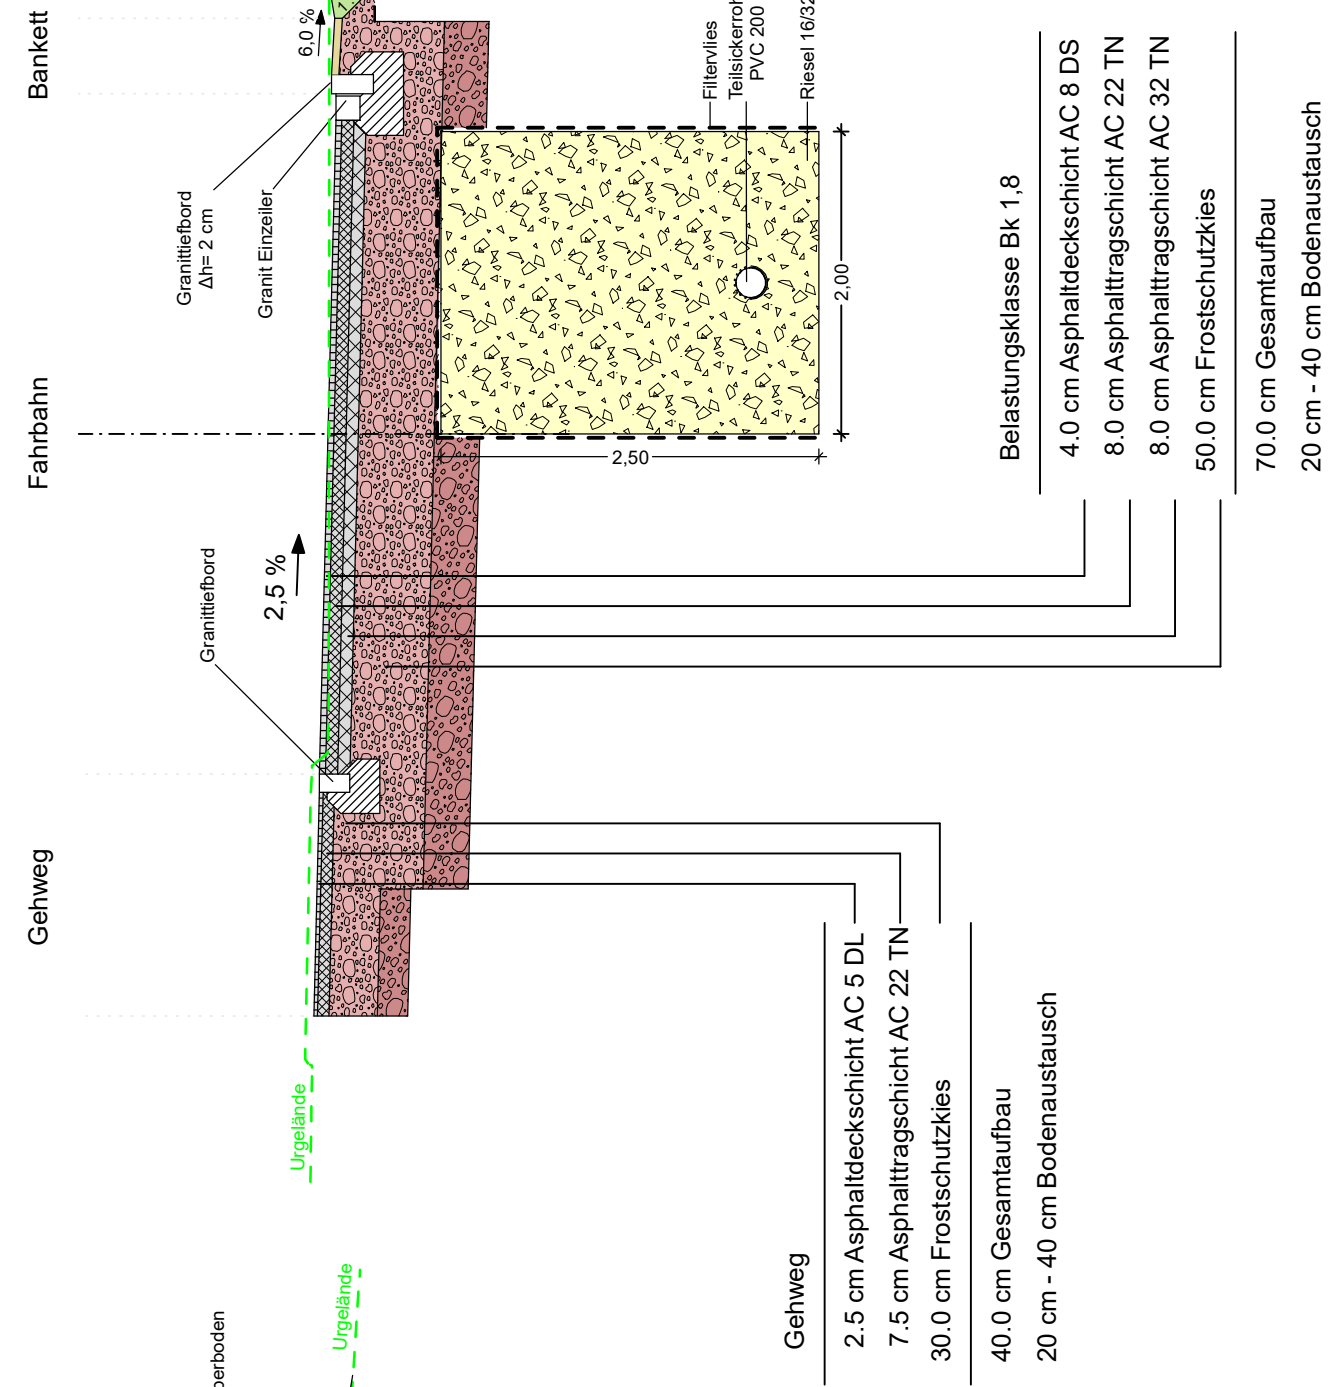 Gehweg
Fahrbahn
Bankett
Granittiefbord
2,5 %
Granittiefbord
Δh= 2 cm
Granit Einzeiler
6,0 %
1.
Urgelände
Urgelände
perboden
Filtervlies
Teilsickerroh
PVC 200
Riesel 16/32
2,50
2,00
Gehweg
2.5 cm Asphaltdeckschicht AC 5 DL
7.5 cm Asphalttragschicht AC 22 TN
30.0 cm Frostschutzkies
40.0 cm Gesamtaufbau
20 cm - 40 cm Bodenaustausch
Belastungsklasse Bk 1,8
4.0 cm Asphaltdeckschicht AC 8 DS
8.0 cm Asphalttragschicht AC 22 TN
8.0 cm Asphalttragschicht AC 32 TN
50.0 cm Frostschutzkies
70.0 cm Gesamtaufbau
20 cm - 40 cm Bodenaustausch